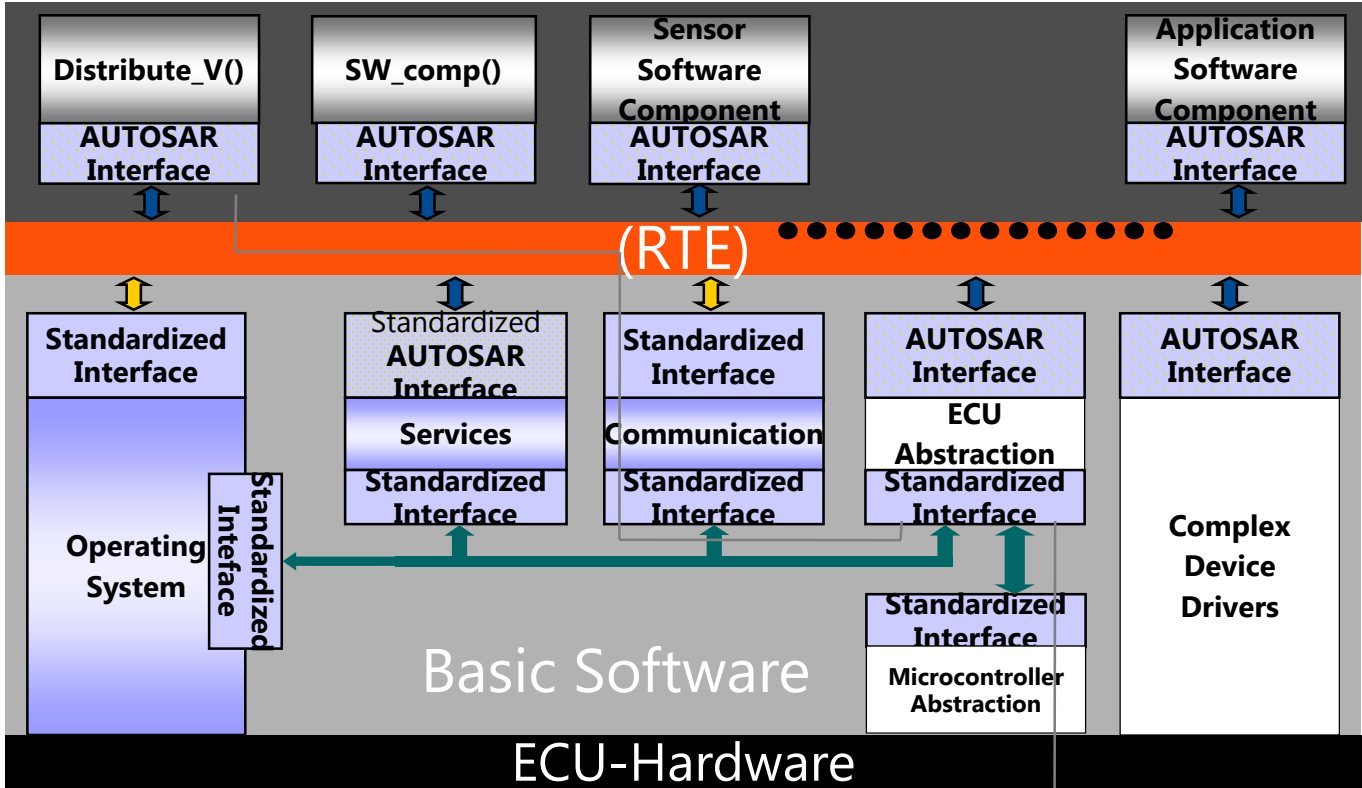 Distribute_V()
AUTOSAR
Interface
SW_comp()
AUTOSAR
Interface
Sensor
Software
Component
AUTOSAR
Interface
Application
Software
Component
AUTOSAR
Interface
(RTE)
Standardized
Interface
Operating
System
Standardized
Inteface
Standardized
AUTOSAR
Interface
Services
Standardized
Interface
Standardized
Interface
Communication
Standardized
Interface
AUTOSAR
Interface
ECU
Abstraction
Standardized
Interface
Standardized
Interface
Microcontroller
Abstraction
AUTOSAR
Interface
Complex
Device
Drivers
Basic Software
ECU-Hardware